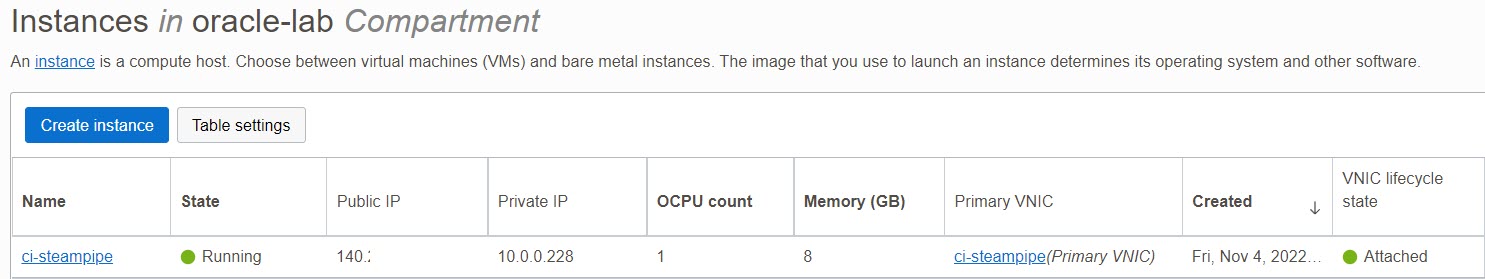 Instances in oracle-lab Compartment
An instance is a compute host. Choose between virtual machines (VMs) and bare metal instances. The image that you use to launch an instance determines its operating system and other software.
Create instance Table settings
Name State Public IP Private IP OCPU count Memory (GB) Primary VNIC Created VNIC lifecycle
state
ci-steampipe Running 140. 10.0.0.228 1 8 ci-steampipe(Primary VNIC) Fri, Nov 4, 2022... Attached